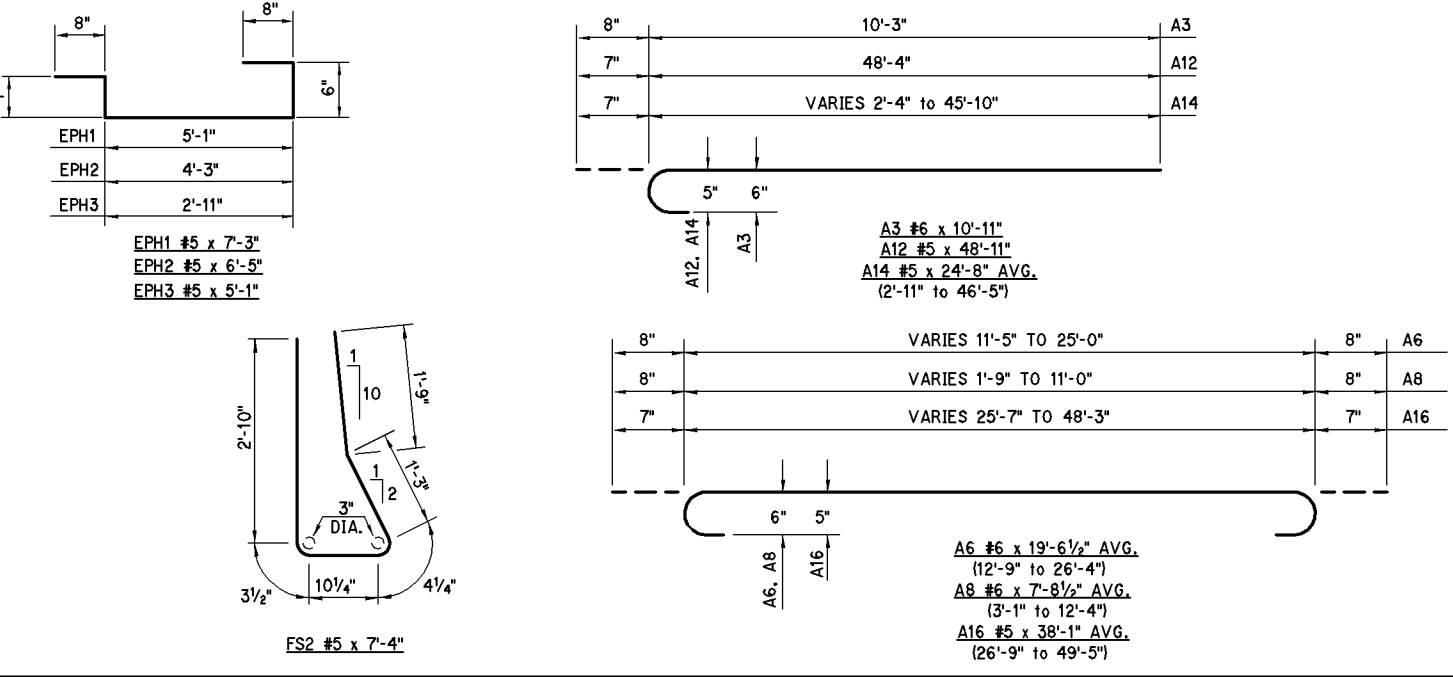 8"
8"
6"
EPH1 5'-1"
EPH2 4'-3"
EPH3 2'-11"
EPH1 #5 x 7'-3"
EPH2 #5 x 6'-5"
EPH3 #5 x 5'-1"
8" 10'-3" A3
7" 48'-4" A12
7" VARIES 2'-4" to 45'-10" A14
5" 6"
A12, A14
A3
A3 #6 x 10'-11"
A12 #5 x 48'-11"
A14 #5 x 24'-8" AVG.
(2'-11" to 46'-5")
2'-10"
1
10
1'-9"
1'-3"
1
2
3"
DIA.
3½"
10¼"
4¼"
FS2 #5 x 7'-4"
8" VARIES 11'-5" TO 25'-0" 8" A6
8" VARIES 1'-9" TO 11'-0" 8" A8
7" VARIES 25'-7" TO 48'-3" 7" A16
6" 5"
A6, A8
A16
A6 #6 x 19'-6½" AVG.
(12'-9" to 26'-4")
A8 #6 x 7'-8½" AVG.
(3'-1" to 12'-4")
A16 #5 x 38'-1" AVG.
(26'-9" to 49'-5")